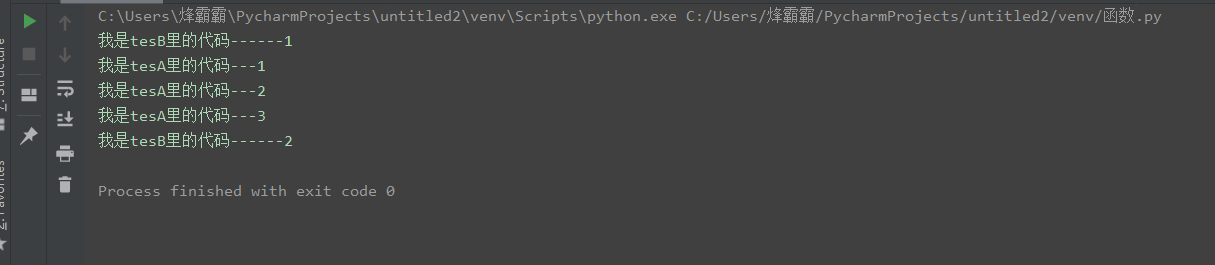 C:\Users\烽霸霸\PycharmProjects\untitled2\venv\Scripts\python.exe C:/Users/烽霸霸/PycharmProjects/untitled2/venv/函数.py
我是tesB里的代码------1
我是tesA里的代码---1
我是tesA里的代码---2
我是tesA里的代码---3
我是tesB里的代码------2
Process finished with exit code 0
7: Structure
2: Favorites